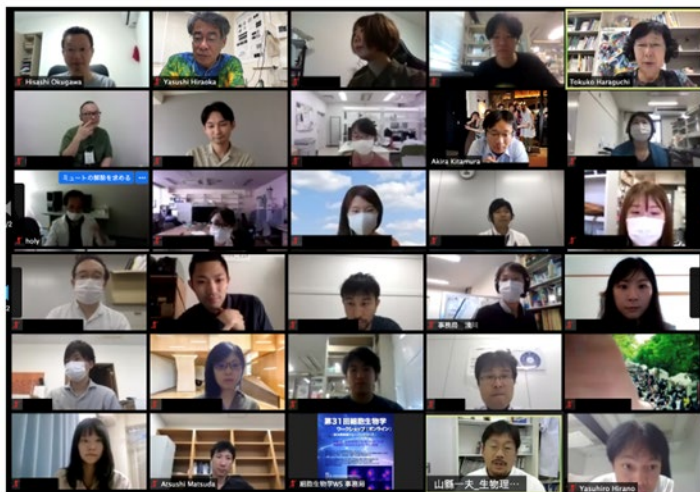 Hisashi Okugawa
Yasushi Hiraoka
Tokuko Haraguchi
Akira Kitamura
ミュートの解除を求める
holy
事務局 浅川
第31回細胞生物学
ワークショップ(オンライン)
Atsushi Matsuda
細胞生物学WS 事務局
山縣一夫_生物理…
Yasuhiro Hirano